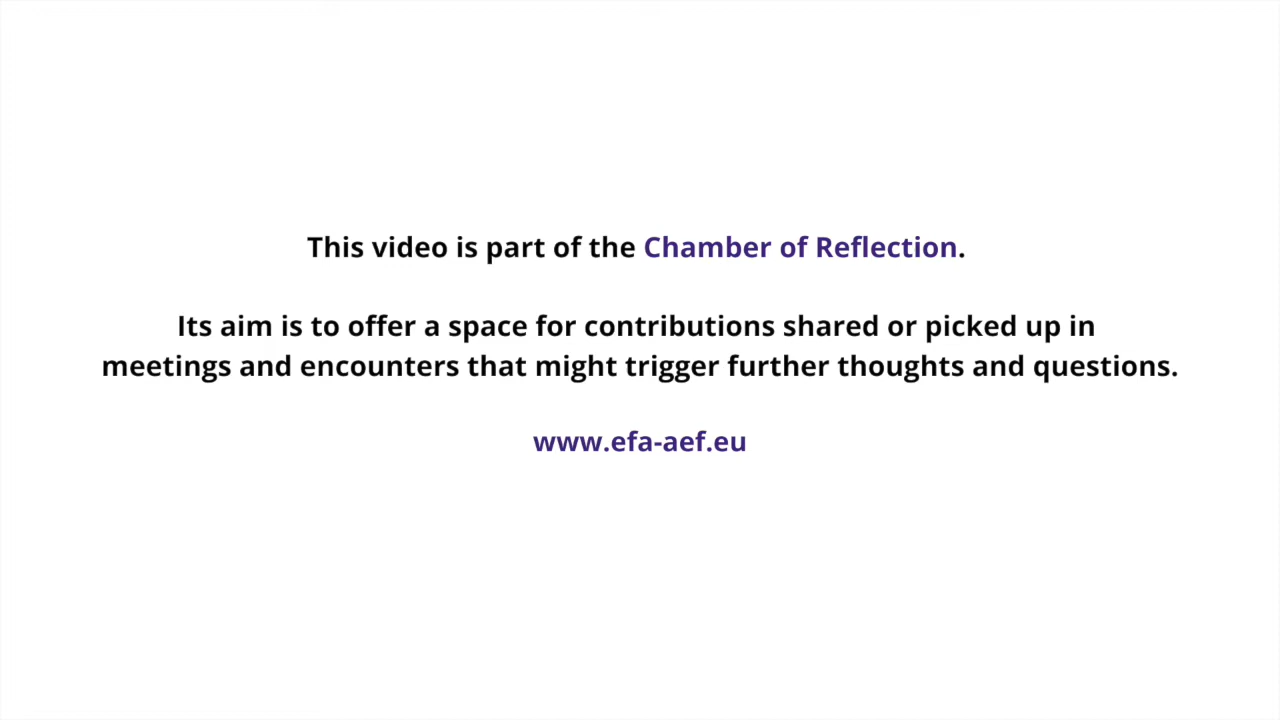 This video is part of the Chamber of Reflection.
Its aim is to offer a space for contributions shared or picked up in
meetings and encounters that might trigger further thoughts and questions.
www.efa-aef.eu